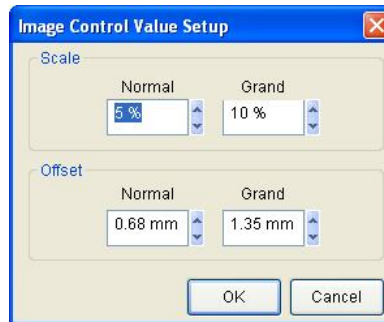 Image Control Value Setup
Scale
Normal Grand
5 % 10 %
Offset
Normal Grand
0.68 mm 1.35 mm
OK Cancel